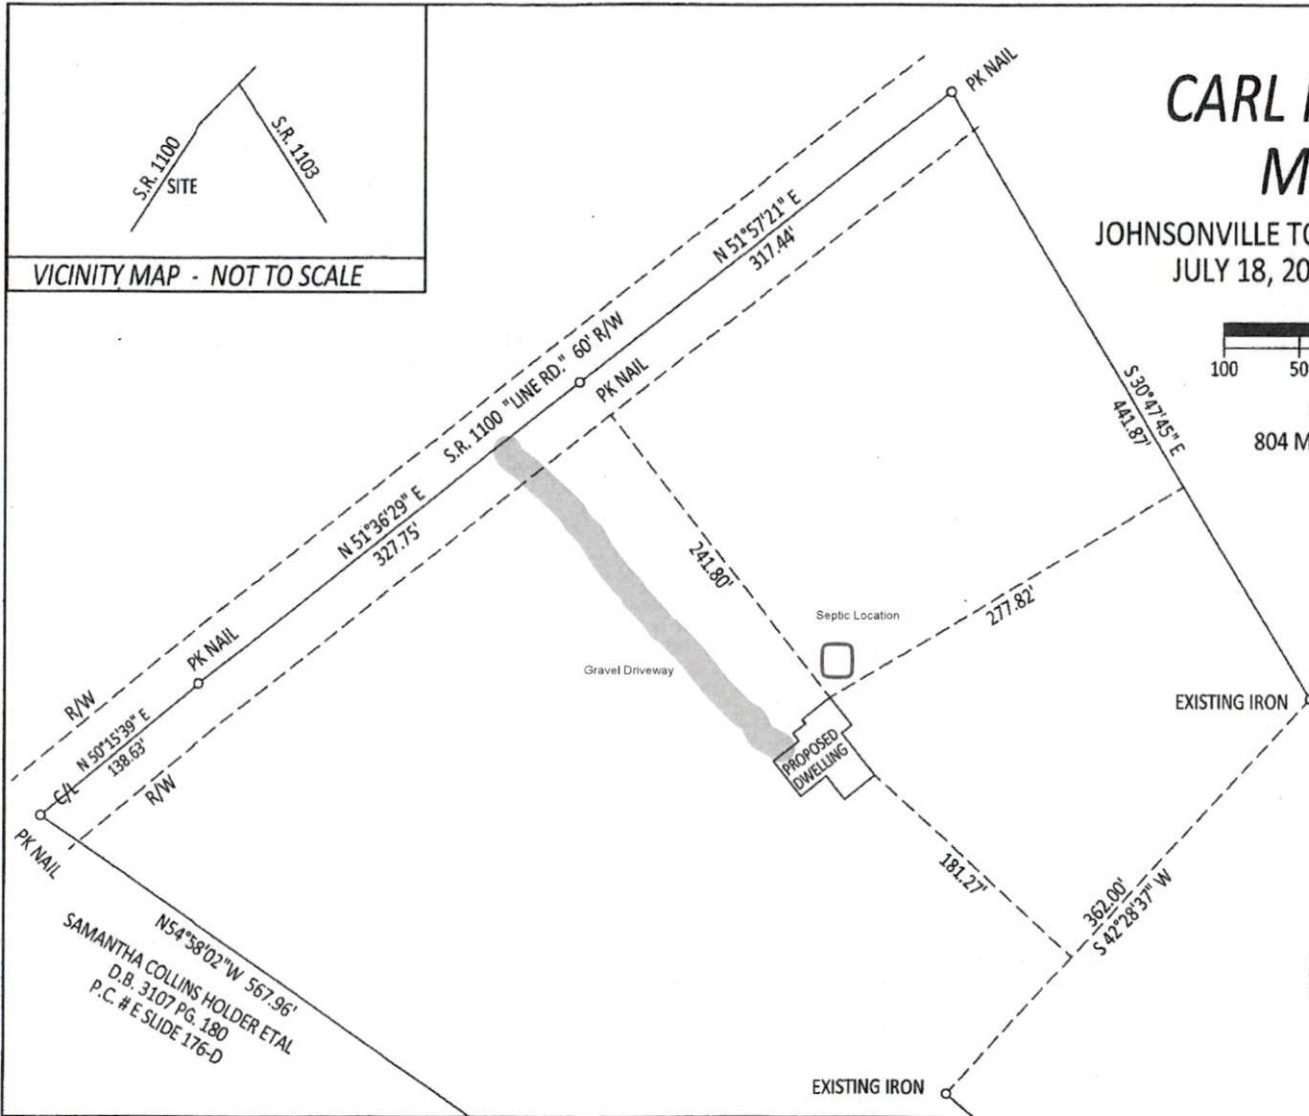 S.R. 1100
S.R. 1103
SITE
VICINITY MAP - NOT TO SCALE
PK NAIL
CARL
JOHNSONVILLE
JULY 18, 20
100 50
804
N 51°57'21" E
317.44'
S.R. 1100 "LINE RD." 60' R/W
PK NAIL
S 30°47'45" E
441.87'
N 51°36'29" E
327.75'
241.80'
277.82'
Septic Location
Gravel Driveway
PK NAIL
R/W
EXISTING IRON
N 50°15'39" E
138.63'
C/L
R/W
PROPOSED
DWELLING
PK NAIL
181.27'
362.00'
S 42°28'37" W
N54°58'02"W 567.96'
SAMANTHA COLLINS HOLDER ETAL
D.B. 3107 PG. 180
P.C. # E SLIDE 176-D
EXISTING IRON